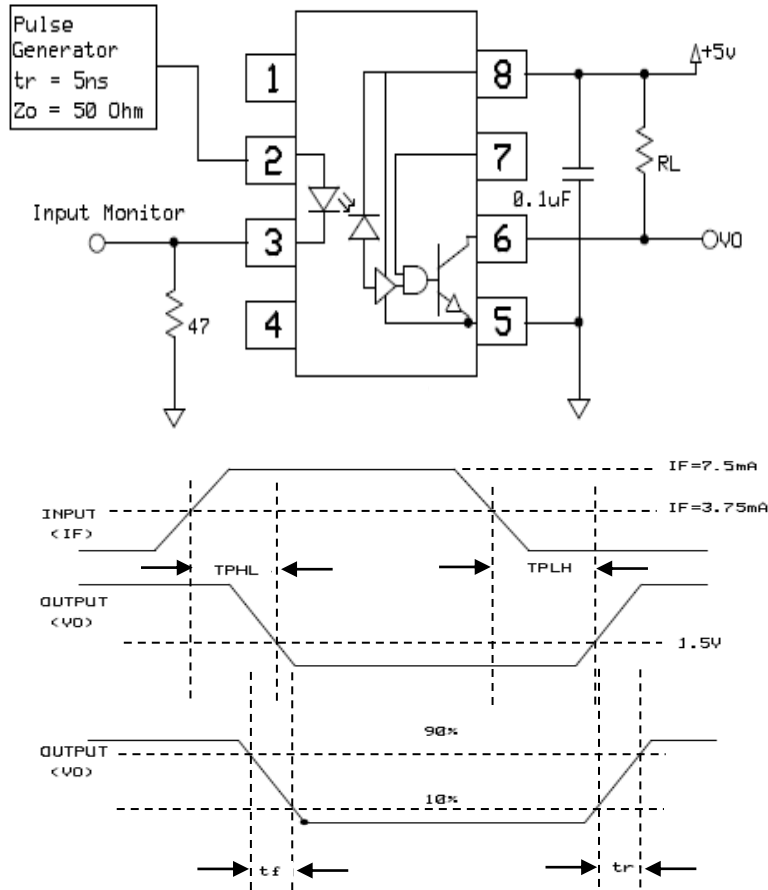 Pulse
Generator
tr = 5ns
Zo = 50 Ohm
1
8
+5v
2
7
RL
0.1uF
Input Monitor
3
6
VO
47
4
5
IF=7.5mA
INPUT
(IF)
IF=3.75mA
TPHL
TPLH
OUTPUT
(VO)
1.5V
90%
OUTPUT
(VO)
10%
tf
tr